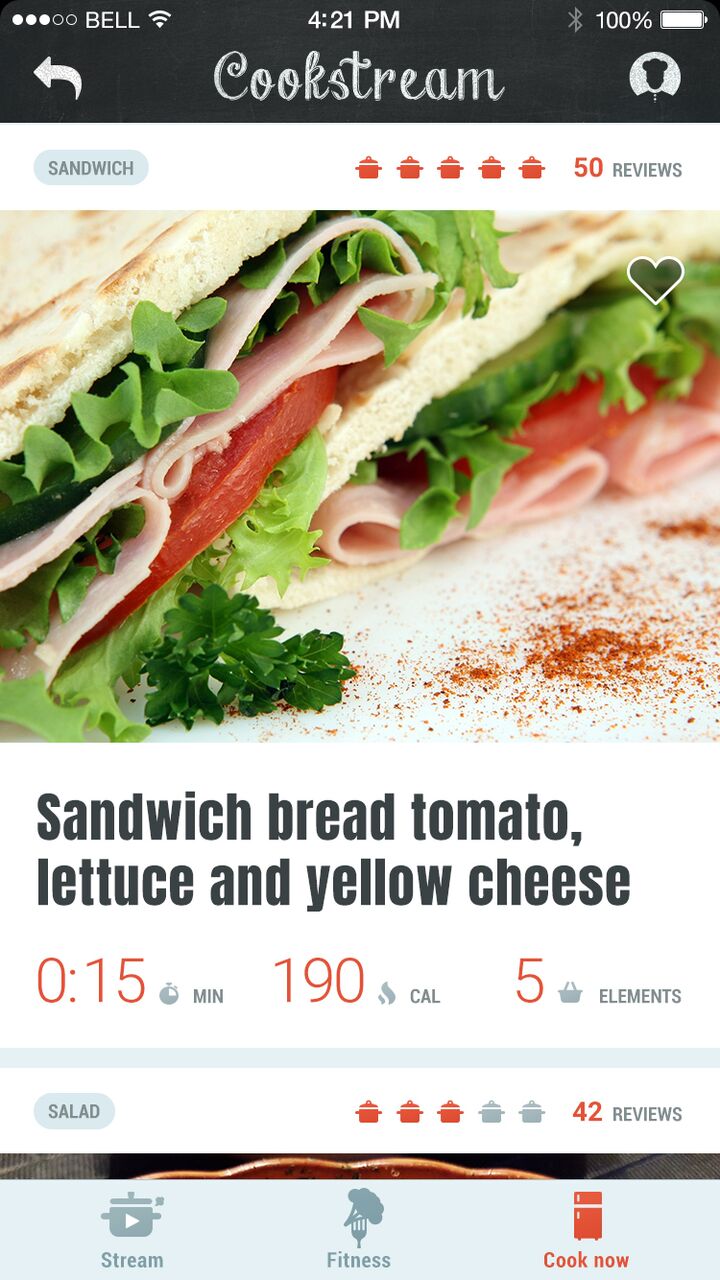 BELL 4:21 PM 100%
Cookstream
SANDWICH 50 REVIEWS
Sandwich bread tomato,
lettuce and yellow cheese
0:15 MIN 190 CAL 5 ELEMENTS
SALAD 42 REVIEWS
Stream Fitness Cook now